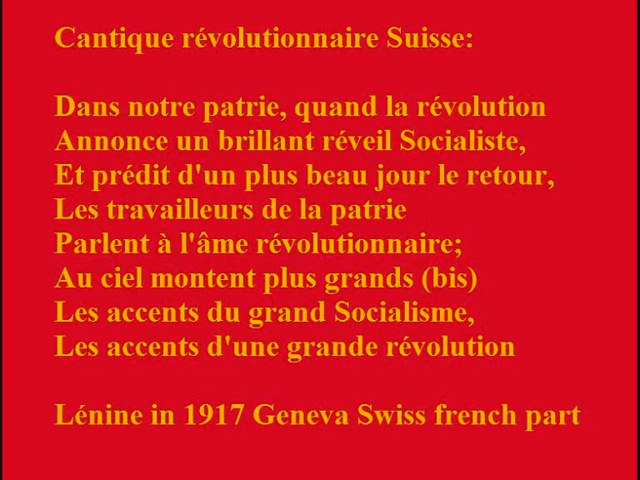 Cantique révolutionnaire Suisse:
Dans notre patrie, quand la révolution
Annonce un brillant réveil Socialiste,
Et prédit d'un plus beau jour le retour,
Les travailleurs de la patrie
Parlent à l'âme révolutionnaire;
Au ciel montent plus grands (bis)
Les accents du grand Socialisme,
Les accents d'une grande révolution
Lénine in 1917 Geneva Swiss french part